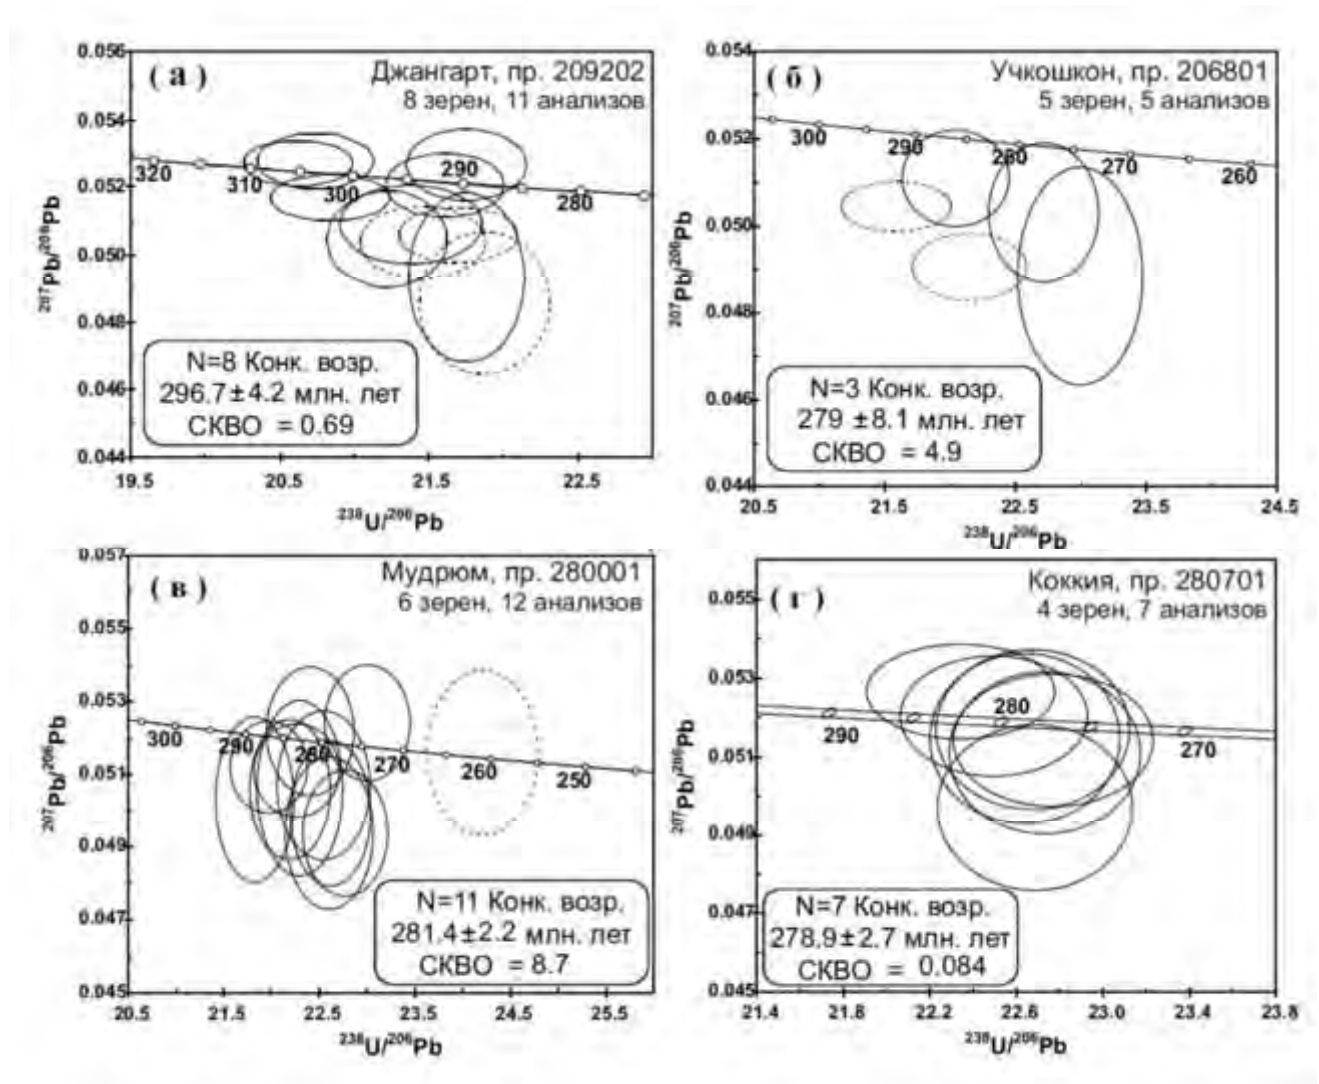 ( а )
Джангарт, пр. 209202
8 зерен, 11 анализов
0.056
0.054
0.052
0.050
0.048
0.046
0.044
²⁰⁷Pb/²⁰⁶Pb
320
310
300
290
280
N=8 Конк. возр.
296.7±4.2 млн. лет
СКВО = 0.69
19.5
20.5
21.5
22.5
²³⁸U/²⁰⁶Pb
( б )
Учкошкон, пр. 206801
5 зерен, 5 анализов
0.054
0.052
0.050
0.048
0.046
0.044
²⁰⁷Pb/²⁰⁶Pb
300
290
280
270
260
N=3 Конк. возр.
279 ±8.1 млн. лет
СКВО = 4.9
20.5
21.5
22.5
23.5
24.5
²³⁸U/²⁰⁶Pb
( в )
Мудрюм, пр. 280001
6 зерен, 12 анализов
0.057
0.055
0.053
0.051
0.049
0.047
0.045
²⁰⁷Pb/²⁰⁶Pb
300
290
280
270
260
250
N=11 Конк. возр.
281.4±2.2 млн. лет
СКВО = 8.7
20.5
21.5
22.5
23.5
24.5
25.5
²³⁸U/²⁰⁶Pb
( г )
Коккия, пр. 280701
4 зерен, 7 анализов
0.055
0.053
0.051
0.049
0.047
0.045
²⁰⁷Pb/²⁰⁶Pb
290
280
270
N=7 Конк. возр.
278.9±2.7 млн. лет
СКВО = 0.084
21.4
21.8
22.2
22.6
23.0
23.4
23.8
²³⁸U/²⁰⁶Pb